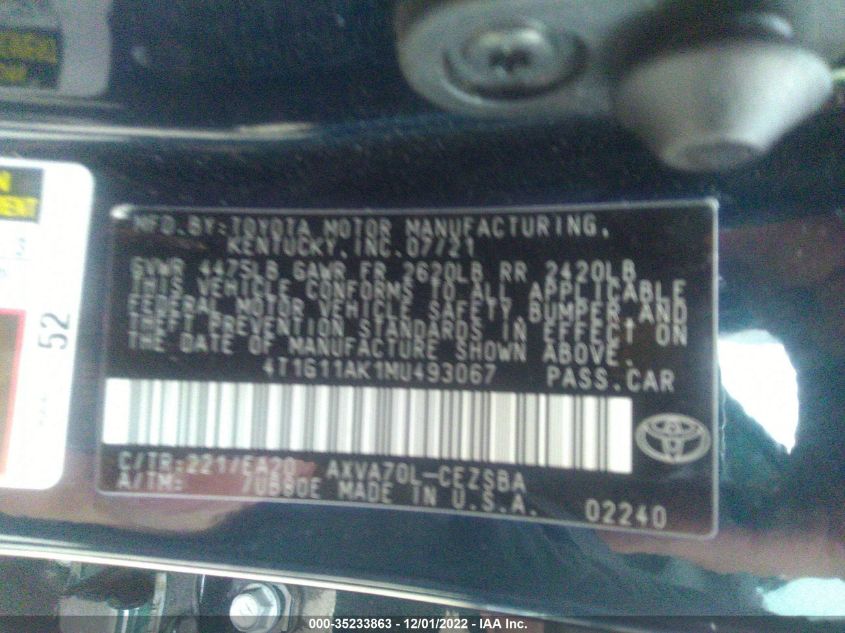 MFD.BY:TOYOTA MOTOR MANUFACTURING,
KENTUCKY,INC.07/21
GVWR 4475LB GAWR FR 2620LB RR 2420LB
THIS VEHICLE CONFORMS TO ALL APPLICABLE
FEDERAL MOTOR VEHICLE SAFETY,BUMPER,AND
THEFT PREVENTION STANDARDS IN EFFECT ON
THE DATE OF MANUFACTURE SHOWN ABOVE.
4T1G11AK1MU493067 PASS.CAR
C/TR:221/EA20 AXVA70L-CEZSBA
A/TM: MADE IN U.S.A. 02240
52
000-35233863 - 12/01/2022 - IAA Inc.